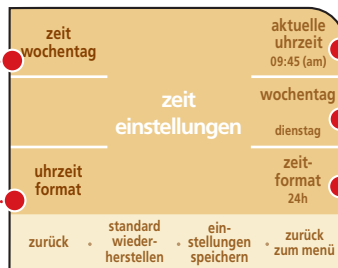 zeit
wochentag
aktuelle
uhrzeit
09:45 (am)
zeit
einstellungen
wochentag
dienstag
uhrzeit
format
zeit-
format
24h
zurück
standard
wieder-
herstellen
ein-
stellungen
speichern
zurück
zum menü